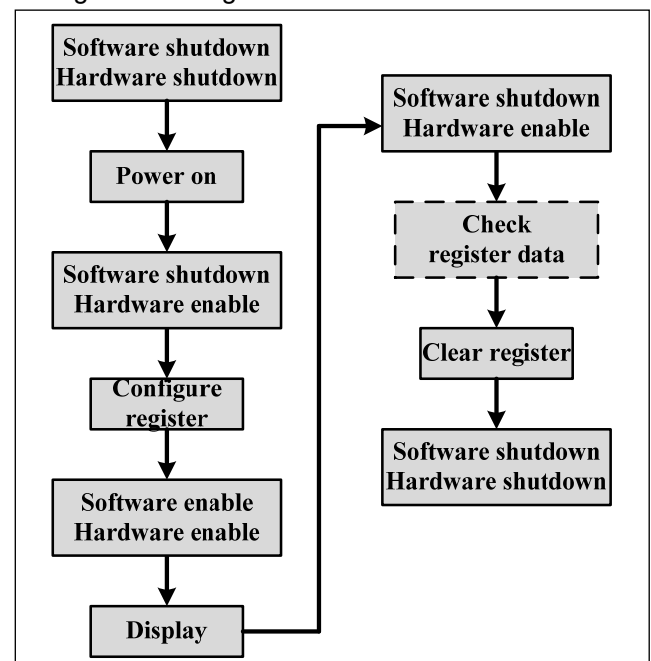 Software shutdown
Hardware shutdown
Power on
Software shutdown
Hardware enable
Configure
register
Software enable
Hardware enable
Display
Software shutdown
Hardware enable
Check
register data
Clear register
Software shutdown
Hardware shutdown